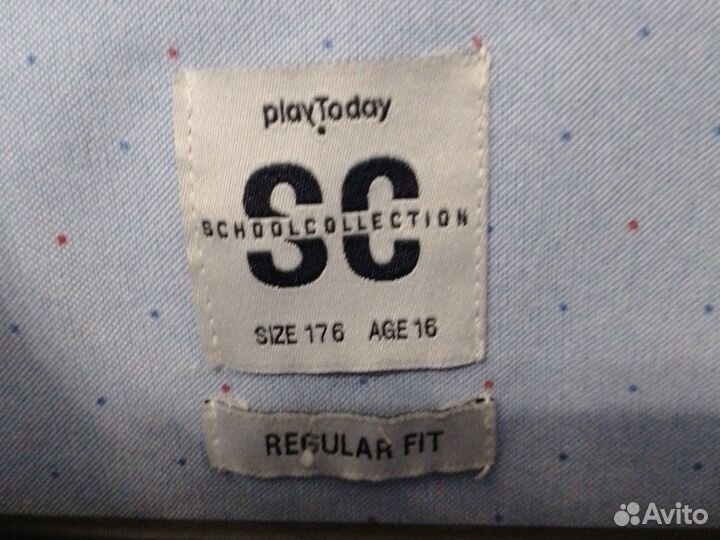 playToday
SC
SCHOOLCOLLECTION
SIZE 176 AGE 16
REGULAR FIT
Avito